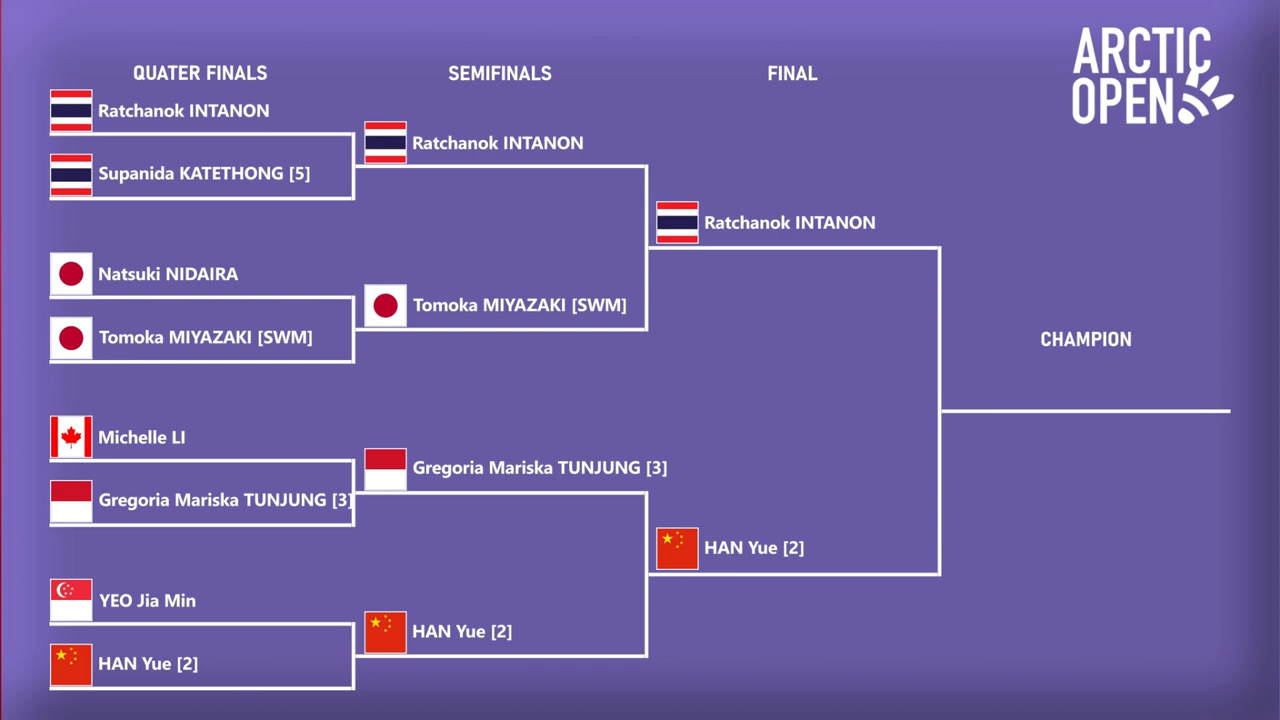 QUATER FINALS
SEMIFINALS
FINAL
ARCTIC
OPEN
Ratchanok INTANON
Supanida KATETHONG [5]
Natsuki NIDAIRA
Tomoka MIYAZAKI [SWM]
Michelle LI
Gregoria Mariska TUNJUNG [3]
YEO Jia Min
HAN Yue [2]
Ratchanok INTANON
Tomoka MIYAZAKI [SWM]
Gregoria Mariska TUNJUNG [3]
HAN Yue [2]
Ratchanok INTANON
HAN Yue [2]
CHAMPION